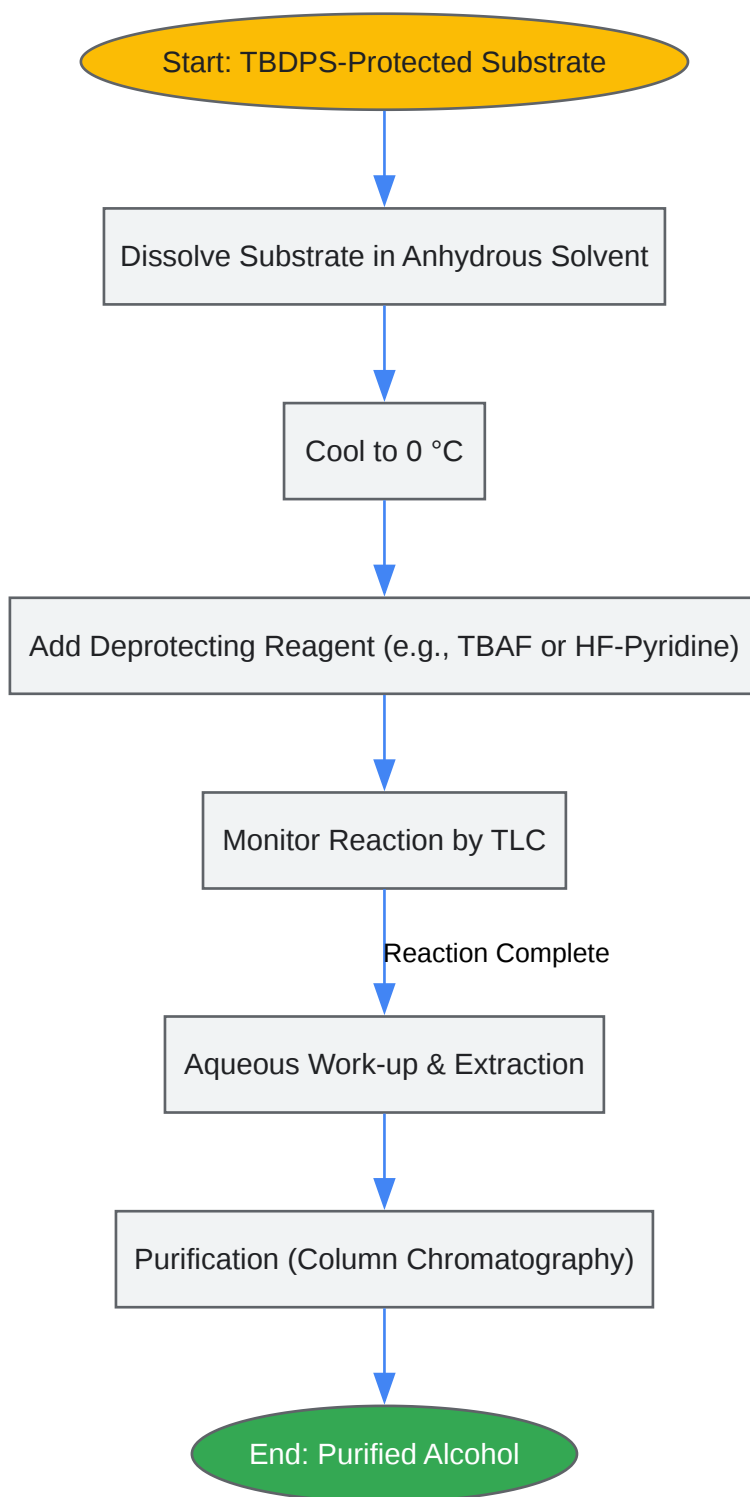 Start: TBDPS-Protected Substrate
Dissolve Substrate in Anhydrous Solvent
Cool to 0 °C
Add Deprotecting Reagent (e.g., TBAF or HF-Pyridine)
Monitor Reaction by TLC
Reaction Complete
Aqueous Work-up & Extraction
Purification (Column Chromatography)
End: Purified Alcohol